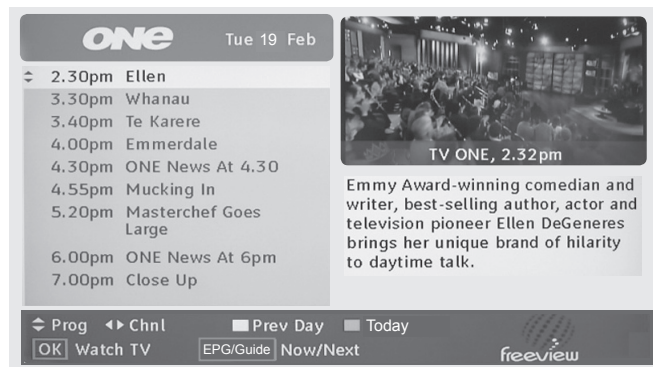 ONE Tue 19 Feb
2.30pm Ellen
3.30pm Whanau
3.40pm Te Karere
4.00pm Emmerdale
4.30pm ONE News At 4.30
4.55pm Mucking In
5.20pm Masterchef Goes
Large
6.00pm ONE News At 6pm
7.00pm Close Up
TV ONE, 2.32pm
Emmy Award-winning comedian and
writer, best-selling author, actor and
television pioneer Ellen DeGeneres
brings her unique brand of hilarity
to daytime talk.
Prog Chnl Prev Day Today
OK Watch TV EPG/Guide Now/Next
freeview